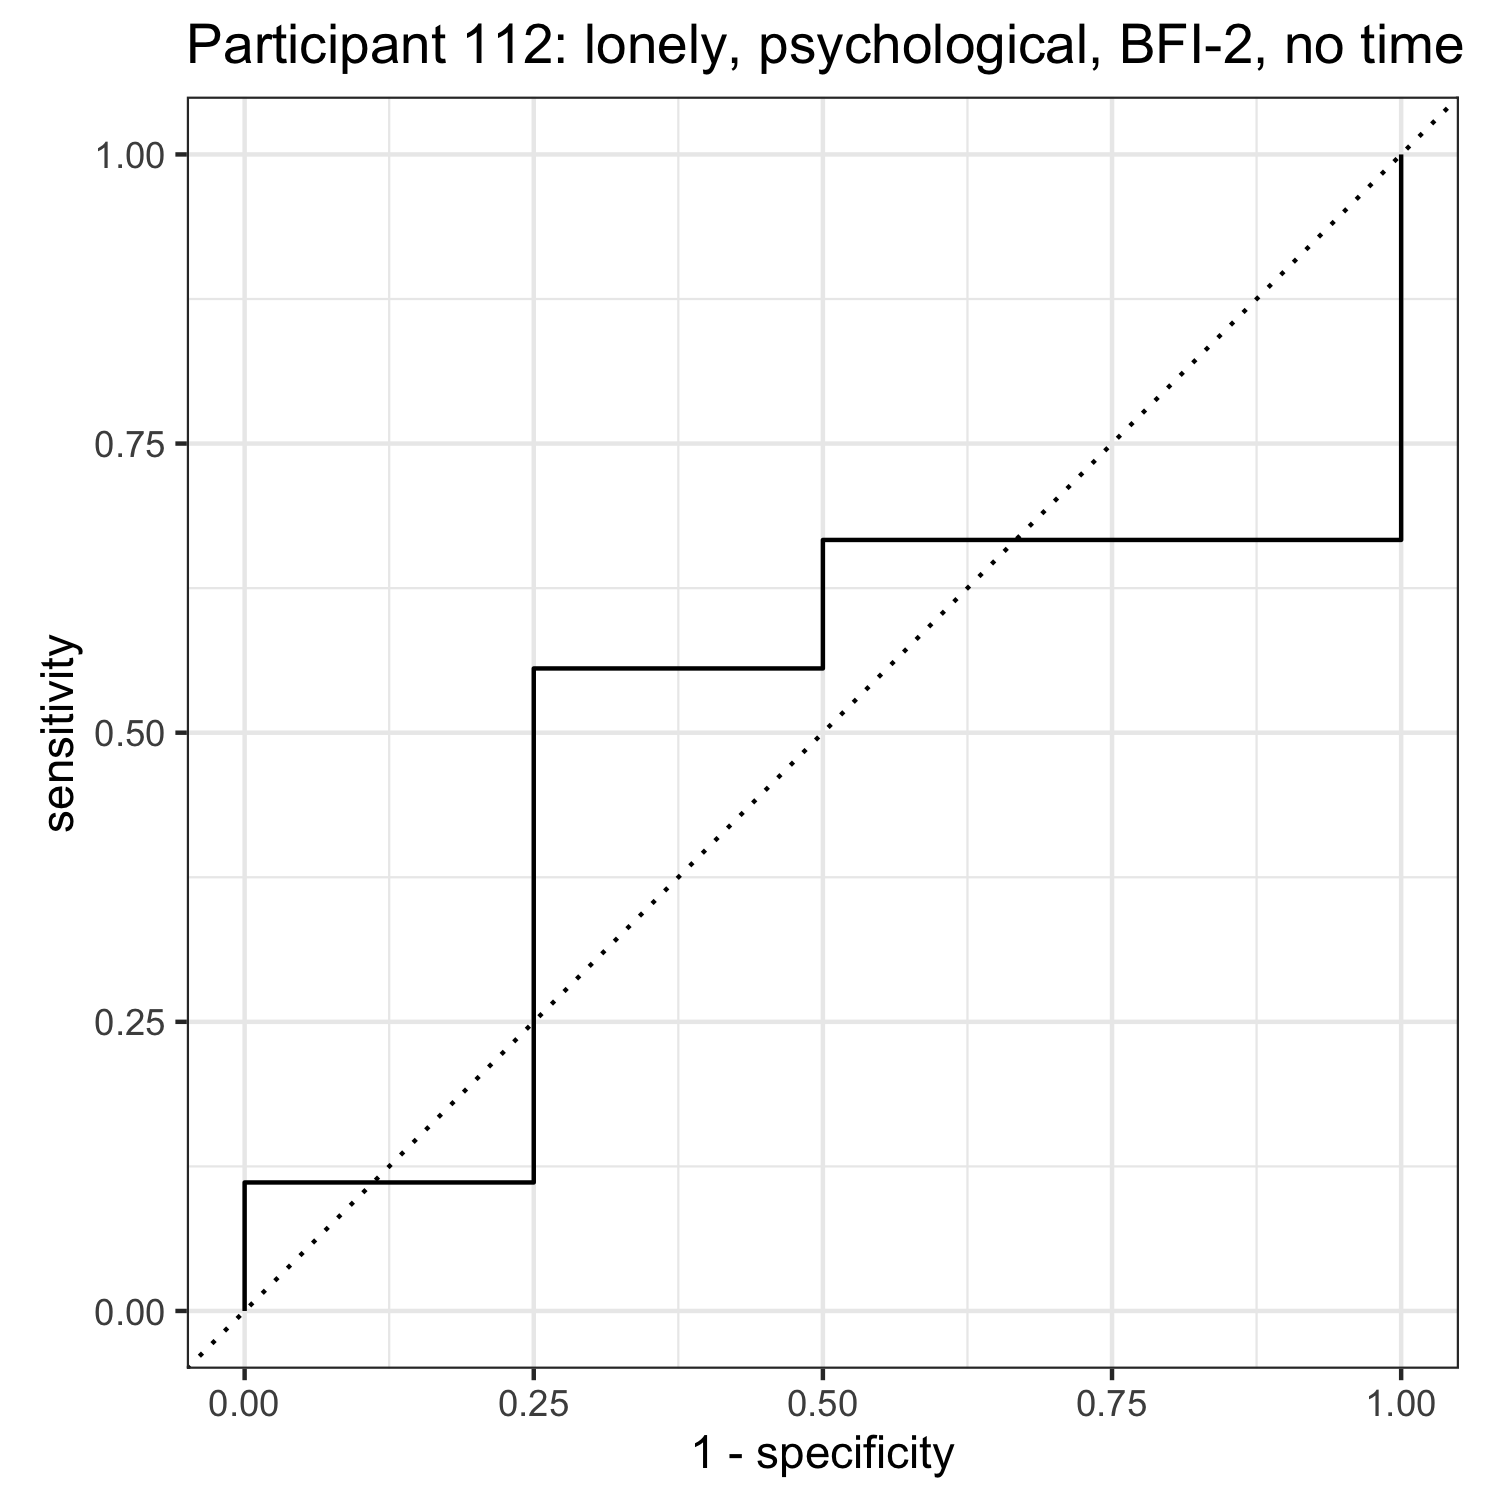 Participant 112: lonely, psychological, BFI-2, no time
1.00
0.75
0.50
0.25
0.00
sensitivity
0.00 0.25 0.50 0.75 1.00
1 - specificity